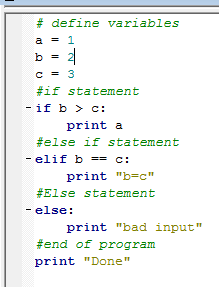 # define variables
a = 1
b = 2
c = 3
#if statement
if b > c:
print a
#else if statement
elif b == c:
print "b=c"
#Else statement
else:
print "bad input"
#end of program
print "Done"